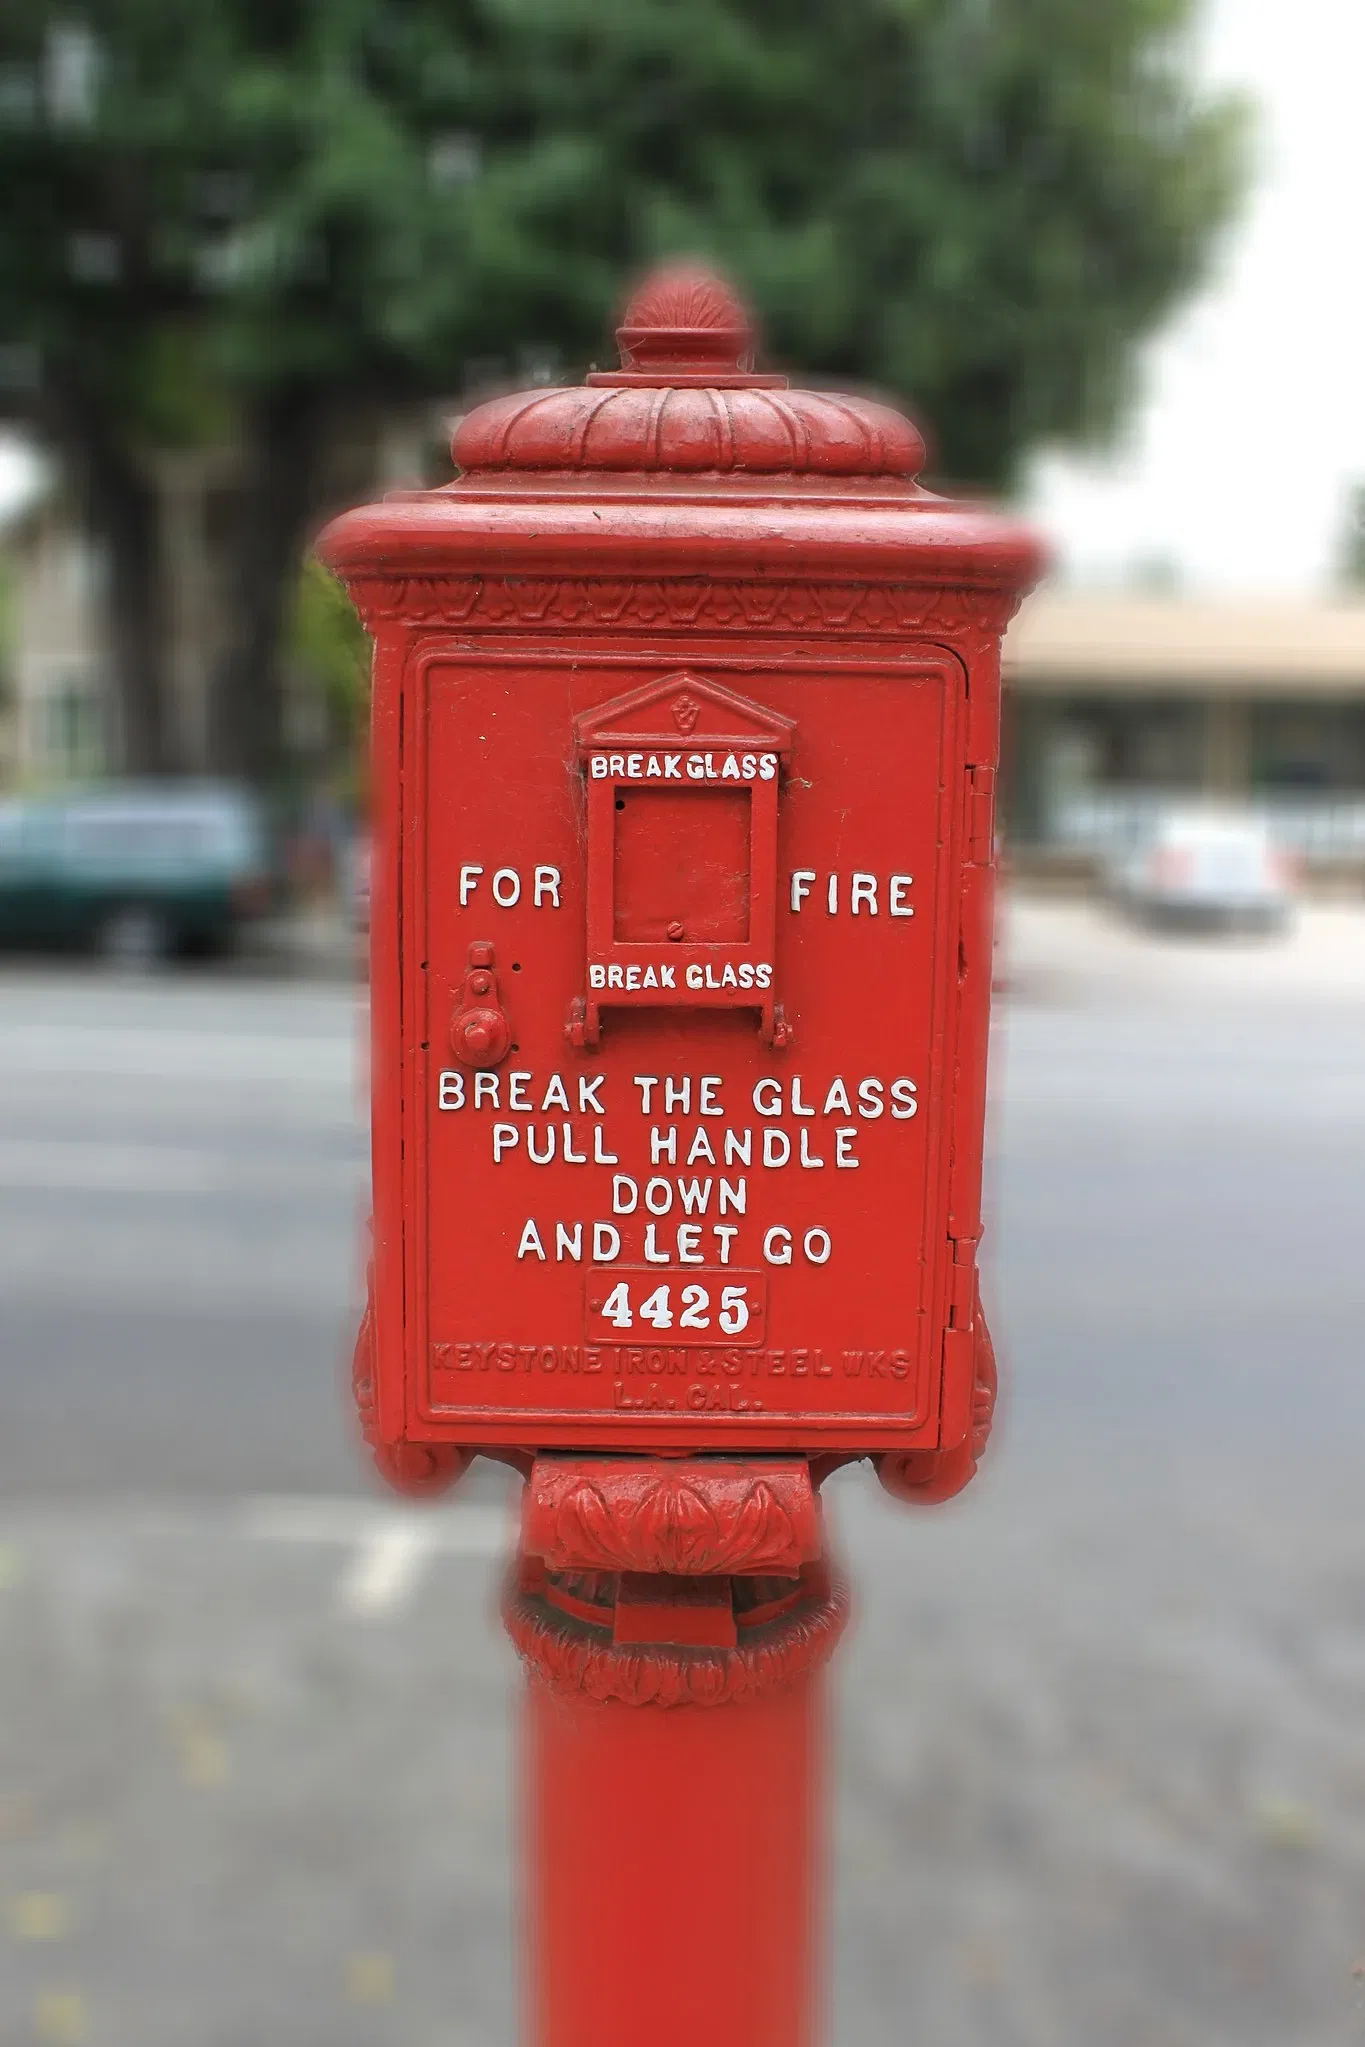 BREAK GLASS
FOR FIRE
BREAK GLASS
BREAK THE GLASS
PULL HANDLE
DOWN
AND LET GO
4425
KEYSTONE IRON & STEEL WKS
L.A. CAL.